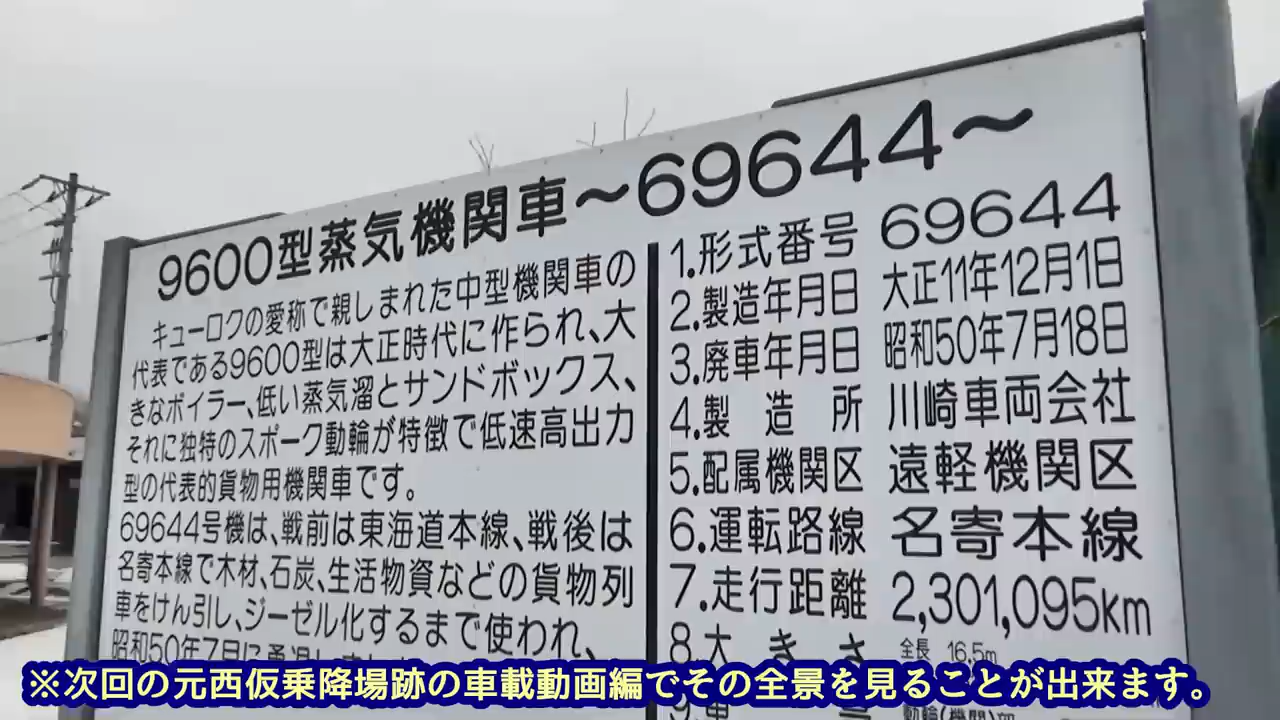 9600型蒸気機関車～69644～
キューロクの愛称で親しまれた中型機関車の
代表である9600型は大正時代に作られ、大
きなボイラー、低い蒸気溜とサンドボックス、
それに独特のスポーク動輪が特徴で低速高出力
型の代表的貨物用機関車です。
69644号機は、戦前は東海道本線、戦後は
名寄本線で木材、石炭、生活物資などの貨物列
車をけん引し、ジーゼル化するまで使われ、
昭和50年7月に
1.形式番号 69644
2.製造年月日 大正11年12月1日
3.廃車年月日 昭和50年7月18日
4.製造所 川崎車両会社
5.配属機関区 遠軽機関区
6.運転路線 名寄本線
7.走行距離 2,301,095km
8.大きさ 全長 16.5m
9.
※次回の元西仮乗降場跡の車載動画編でその全景を見ることが出来ます。